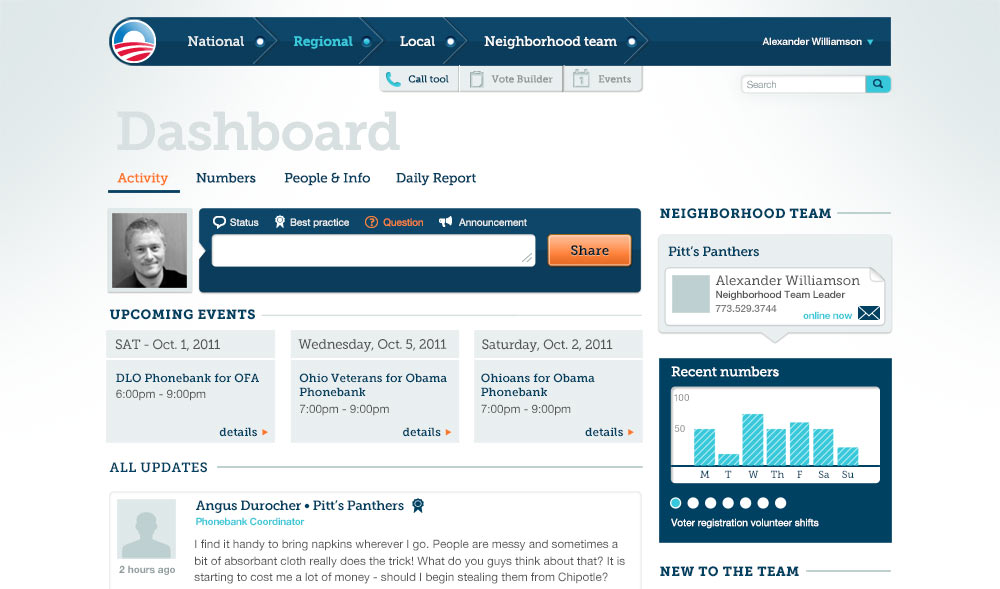 National
Regional
Local
Neighborhood team
Alexander Williamson
Call tool
Vote Builder
1
Events
Search
Dashboard
Activity
Numbers
People & Info
Daily Report
Status
Best practice
? Question
Announcement
Share
UPCOMING EVENTS
SAT - Oct. 1, 2011
DLO Phonebank for OFA
6:00pm - 9:00pm
details
Wednesday, Oct. 5, 2011
Ohio Veterans for Obama
Phonebank
7:00pm - 9:00pm
details
Saturday, Oct. 2, 2011
Ohioans for Obama
Phonebank
7:00pm - 9:00pm
details
ALL UPDATES
Angus Durocher • Pitt's Panthers
Phonebank Coordinator
I find it handy to bring napkins wherever I go. People are messy and sometimes a
bit of absorbant cloth really does the trick! What do you guys think about that? It is
starting to cost me a lot of money - should I begin stealing them from Chipotle?
2 hours ago
NEIGHBORHOOD TEAM
Pitt's Panthers
Alexander Williamson
Neighborhood Team Leader
773.529.3744
online now
Recent numbers
100
50
M T W Th F Sa Su
Voter registration volunteer shifts
NEW TO THE TEAM